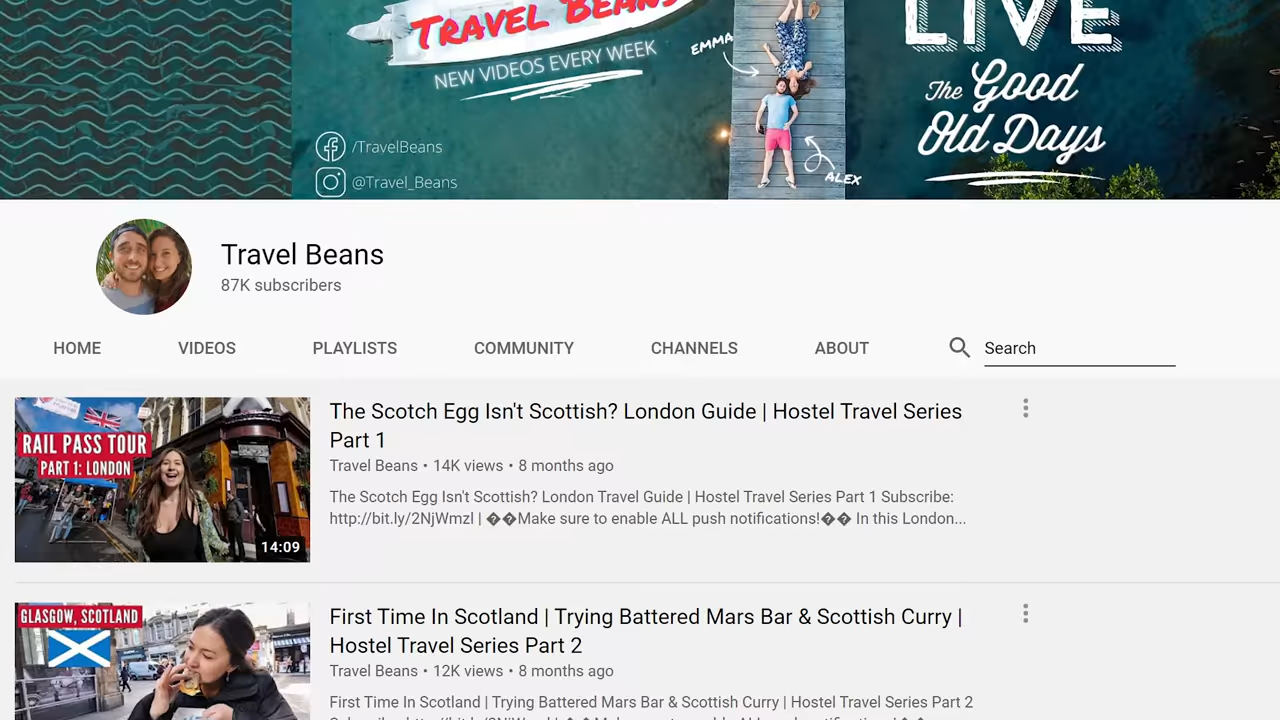 TRAVEL BEANS
NEW VIDEOS EVERY WEEK
/TravelBeans
@Travel_Beans
EMMA
ALEX
LIVE
The Good
Old Days
Travel Beans
87K subscribers
HOME VIDEOS PLAYLISTS COMMUNITY CHANNELS ABOUT Search
RAIL PASS TOUR
PART 1: LONDON
14:09
The Scotch Egg Isn't Scottish? London Guide | Hostel Travel Series
Part 1
Travel Beans • 14K views • 8 months ago
The Scotch Egg Isn't Scottish? London Travel Guide | Hostel Travel Series Part 1 Subscribe:
http://bit.ly/2NjWmzl | ��Make sure to enable ALL push notifications!�� In this London...
GLASGOW, SCOTLAND
First Time In Scotland | Trying Battered Mars Bar & Scottish Curry |
Hostel Travel Series Part 2
Travel Beans • 12K views • 8 months ago
First Time In Scotland | Trying Battered Mars Bar & Scottish Curry | Hostel Travel Series Part 2